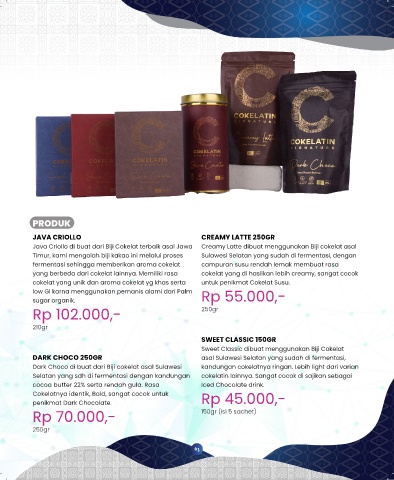 COKELATIN
SIGNATURE
Creamy Latte
COKELATIN
SIGNATURE
Dark Choco
COKELATIN
PRODUK
JAVA CRIOLLO
Java Criollo di buat dari Biji Cokelat terbaik asal Jawa
Timur, kami mengolah biji kakao ini melalui proses
fermentasi sehingga memberikan aroma cokelat
yang berbeda dari cokelat lainnya. Memiliki rasa
cokelat yang unik dan aroma cokelat yg khas serta
low GI karna menggunakan pemanis alami dari Palm
sugar organik.
Rp 102.000,-
210gr
DARK CHOCO 250GR
Dark Choco di buat dari Biji cokelat asal Sulawesi
Selatan yang sdh di fermentasi dengan kandungan
cocoa butter 22% serta rendah gula. Rasa
Cokelatnya identik, Bold, sangat cocok untuk
penikmat Dark Chocolate.
Rp 70.000,-
250gr
CREAMY LATTE 250GR
Creamy Latte dibuat menggunakan Biji cokelat asal
Sulawesi Selatan yang sudah di fermentasi, dengan
campuran susu rendah lemak membuat rasa
cokelat yang di hasilkan lebih creamy, sangat cocok
untuk penikmat Cokelat Susu.
Rp 55.000,-
250gr
SWEET CLASSIC 150GR
Sweet Classic dibuat menggunakan Biji Coklat
asal Sulawesi Selatan yang sudah di fermentasi,
kandungan cokelatnya ringan. Lebih light dari varian
cokelatin lainnya. Sangat cocok di sajikan sebagai
Iced Chocolate drink.
Rp 45.000,-
150gr (isi 5 sachet)